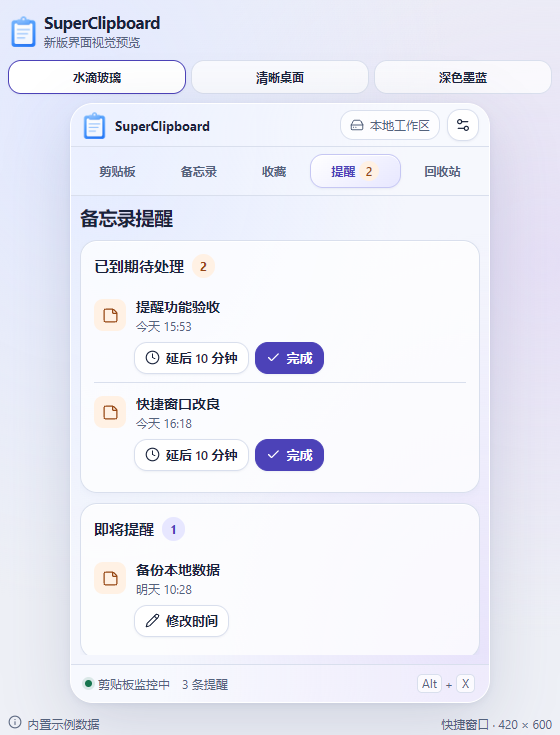 SuperClipboard
新版界面视觉预览
水滴玻璃 清晰桌面 深色墨蓝
SuperClipboard 本地工作区
剪贴板 备忘录 收藏 提醒 2 回收站
备忘录提醒
已到期待处理 2
提醒功能验收
今天 15:53
延后 10 分钟 完成
快捷窗口改良
今天 16:18
延后 10 分钟 完成
即将提醒 1
备份本地数据
明天 10:28
修改时间
剪贴板监控中 3 条提醒 Alt + X
内置示例数据 快捷窗口 · 420 × 600